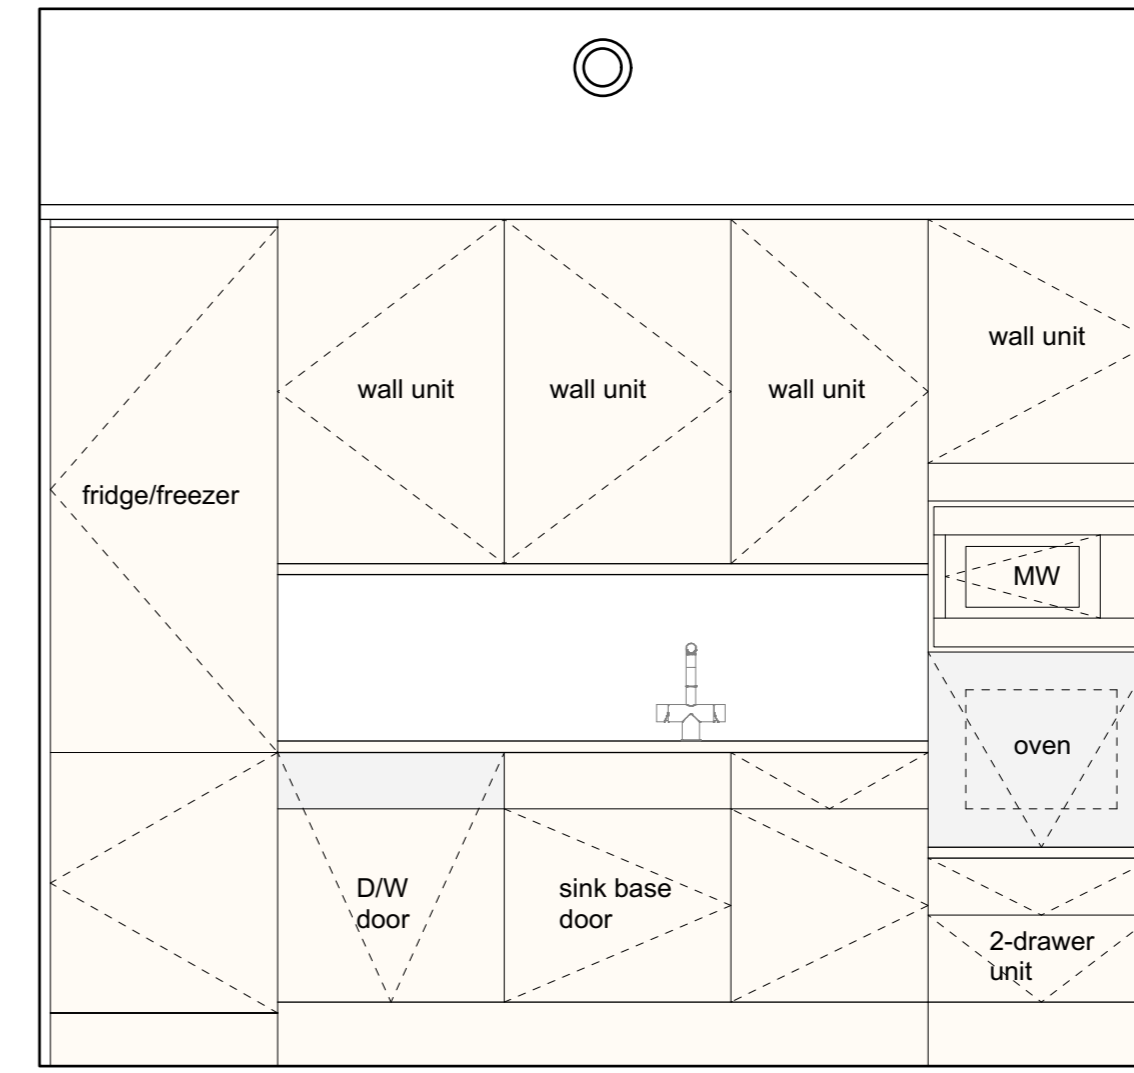 wall unit
wall unit
wall unit
wall unit
fridge/freezer
MW
oven
D/W
door
sink base
door
2-drawer
unit